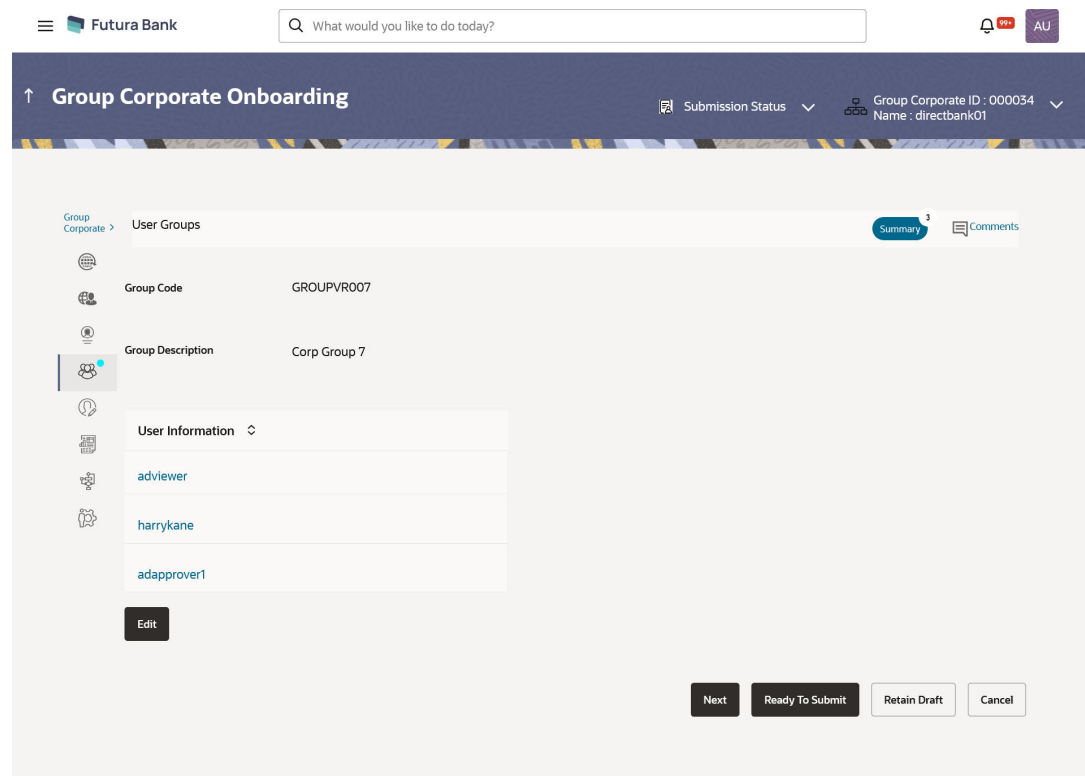 Futura Bank
What would you like to do today?
99+
AU
Group Corporate Onboarding
Submission Status
Group Corporate ID : 000034
Name : directbank01
Group
Corporate >
User Groups
Summary
3
Comments
Group Code
GROUPVR007
Group Description
Corp Group 7
User Information
adviewer
harrykane
adapprover1
Edit
Next
Ready To Submit
Retain Draft
Cancel